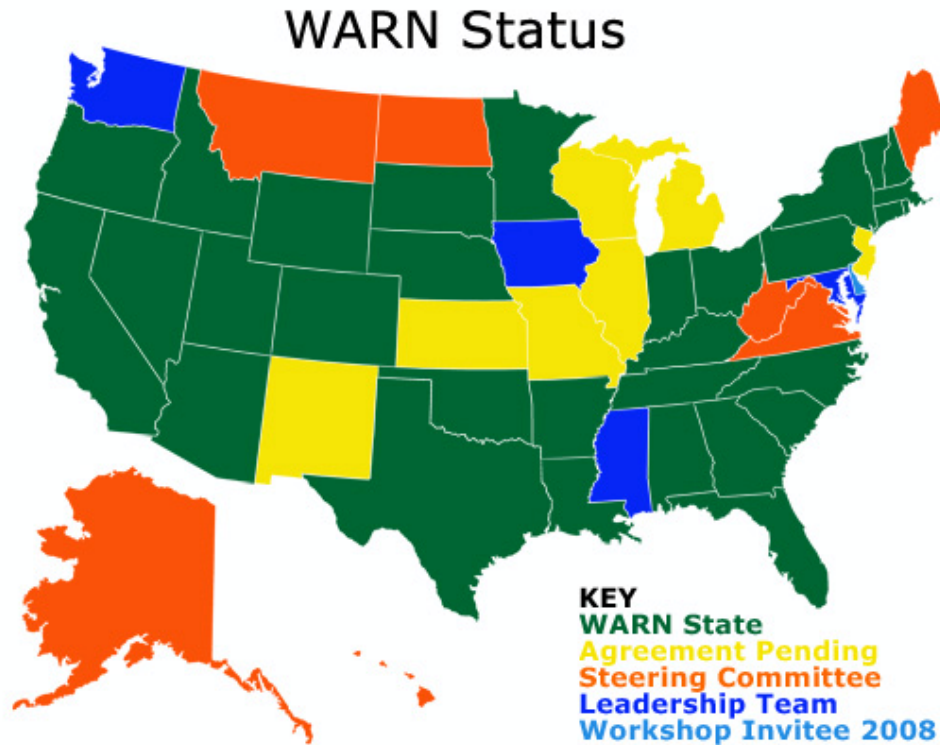 WARN Status
KEY
WARN State
Agreement Pending
Steering Committee
Leadership Team
Workshop Invitee 2008